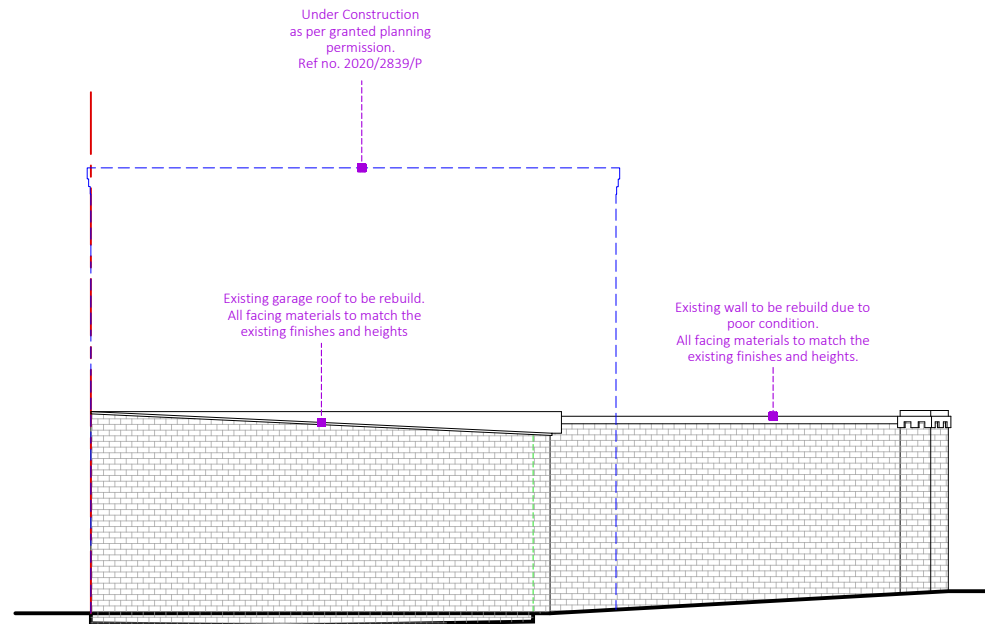 Under Construction
as per granted planning
permission.
Ref no. 2020/2839/P
Existing garage roof to be rebuild.
All facing materials to match the
existing finishes and heights
Existing wall to be rebuild due to
poor condition.
All facing materials to match the
existing finishes and heights.